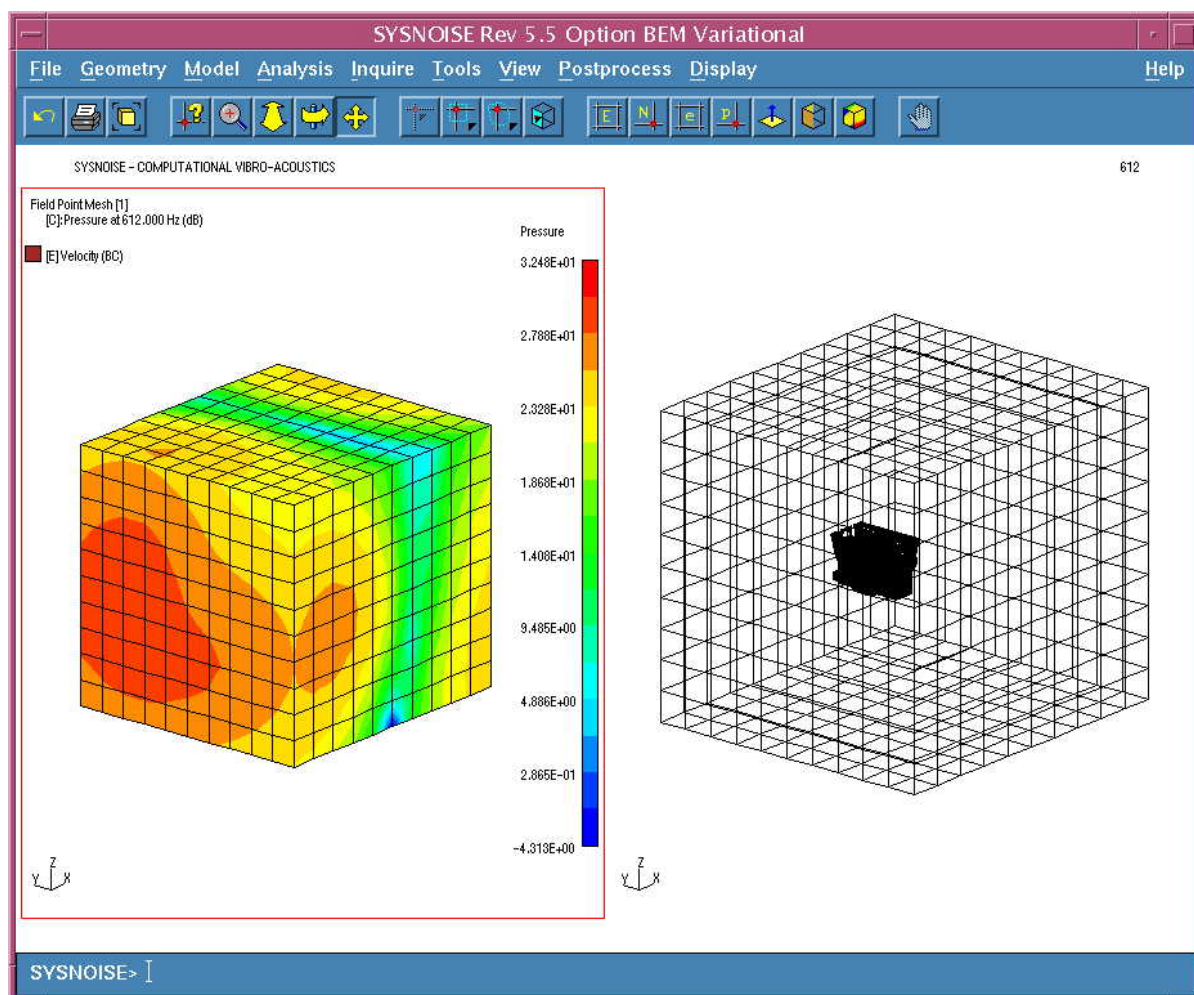 SYSNOISE Rev 5.5 Option BEM Variational
File Geometry Model Analysis Inquire Tools View Postprocess Display Help
E N e P
SYSNOISE - COMPUTATIONAL VIBRO-ACOUSTICS 612
Field Point Mesh [1]
[C]:Pressure at 612.000 Hz (dB)
[E] Velocity (BC)
Pressure
3.248E+01
2.788E+01
2.328E+01
1.868E+01
1.408E+01
9.485E+00
4.886E+00
2.865E-01
-4.313E+00
Z
Y X
Z
Y X
SYSNOISE>